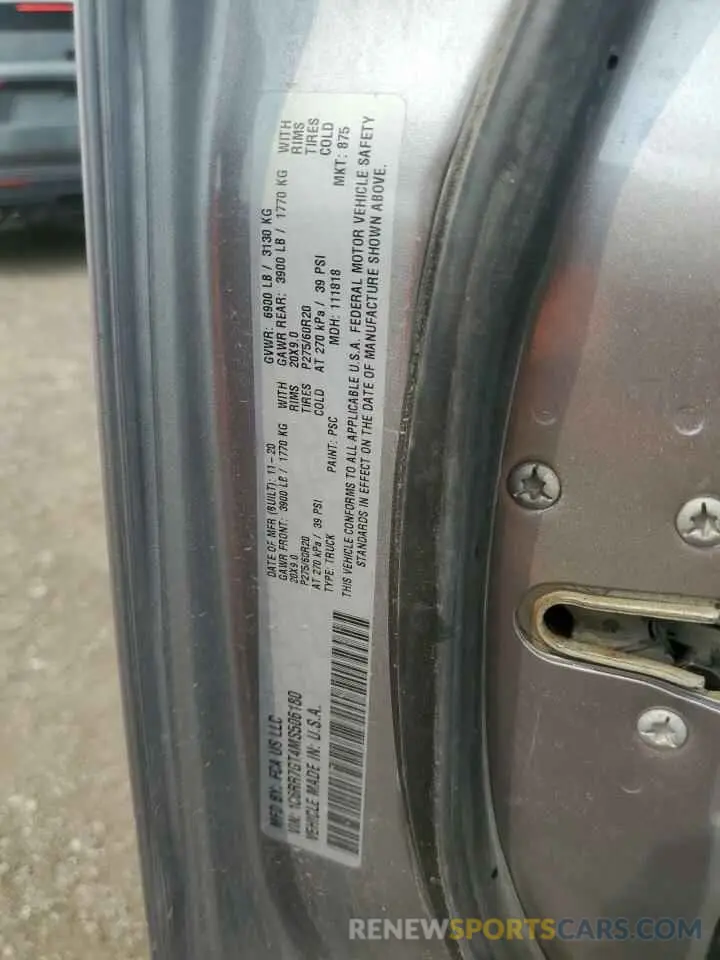 MFD BY: FCA US LLC
DATE OF MFR (BUILT): 11-20
GVWR: 6900 LB / 3130 KG
GAWR FRONT: 3900 LB / 1770 KG WITH
20X9.0 RIMS
P275/60R20 TIRES
AT 270 kPa / 39 PSI COLD
GAWR REAR: 3900 LB / 1770 KG WITH
20X9.0 RIMS
P275/60R20 TIRES
AT 270 kPa / 39 PSI COLD
TYPE: TRUCK
PAINT: PSC
MDH: 111818
MKT: 875
THIS VEHICLE CONFORMS TO ALL APPLICABLE U.S.A. FEDERAL MOTOR VEHICLE SAFETY
STANDARDS IN EFFECT ON THE DATE OF MANUFACTURE SHOWN ABOVE.
VIN: 1C6RR7GT4MS506180
VEHICLE MADE IN: U.S.A.
RENEWSPORTSCARS.COM